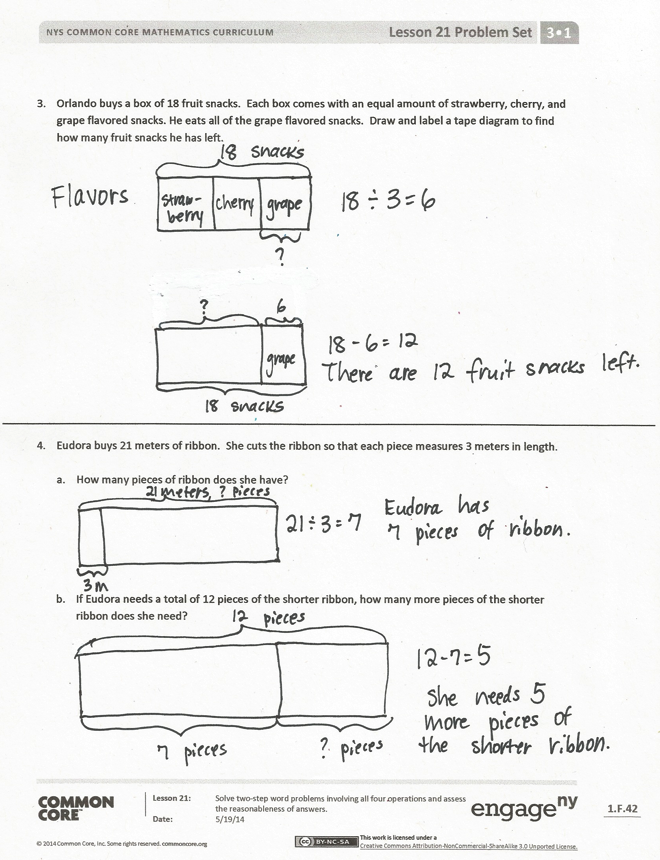 NYS COMMON CORE MATHEMATICS CURRICULUM
Lesson 21 Problem Set 3•1
3. Orlando buys a box of 18 fruit snacks. Each box comes with an equal amount of strawberry, cherry, and
grape flavored snacks. He eats all of the grape flavored snacks. Draw and label a tape diagram to find
how many fruit snacks he has left.
18 snacks
Flavors
straw-
berry
cherry
grape
18 ÷ 3 = 6
?
?
6
grape
18 - 6 = 12
There are 12 fruit snacks left.
18 snacks
4. Eudora buys 21 meters of ribbon. She cuts the ribbon so that each piece measures 3 meters in length.
a. How many pieces of ribbon does she have?
21 meters, ? pieces
21 ÷ 3 = 7
Eudora has
7 pieces of ribbon.
3 m
b. If Eudora needs a total of 12 pieces of the shorter ribbon, how many more pieces of the shorter
ribbon does she need?
12 pieces
12 - 7 = 5
She needs 5
more pieces of
the shorter ribbon.
7 pieces
? pieces
COMMON
CORE™
Lesson 21:
Solve two-step word problems involving all four operations and assess
the reasonableness of answers.
Date:
5/19/14
engage ny
1.F.42
© 2014 Common Core, Inc. Some rights reserved. commoncore.org
cc BY-NC-SA
This work is licensed under a
Creative Commons Attribution-NonCommercial-ShareAlike 3.0 Unported License.